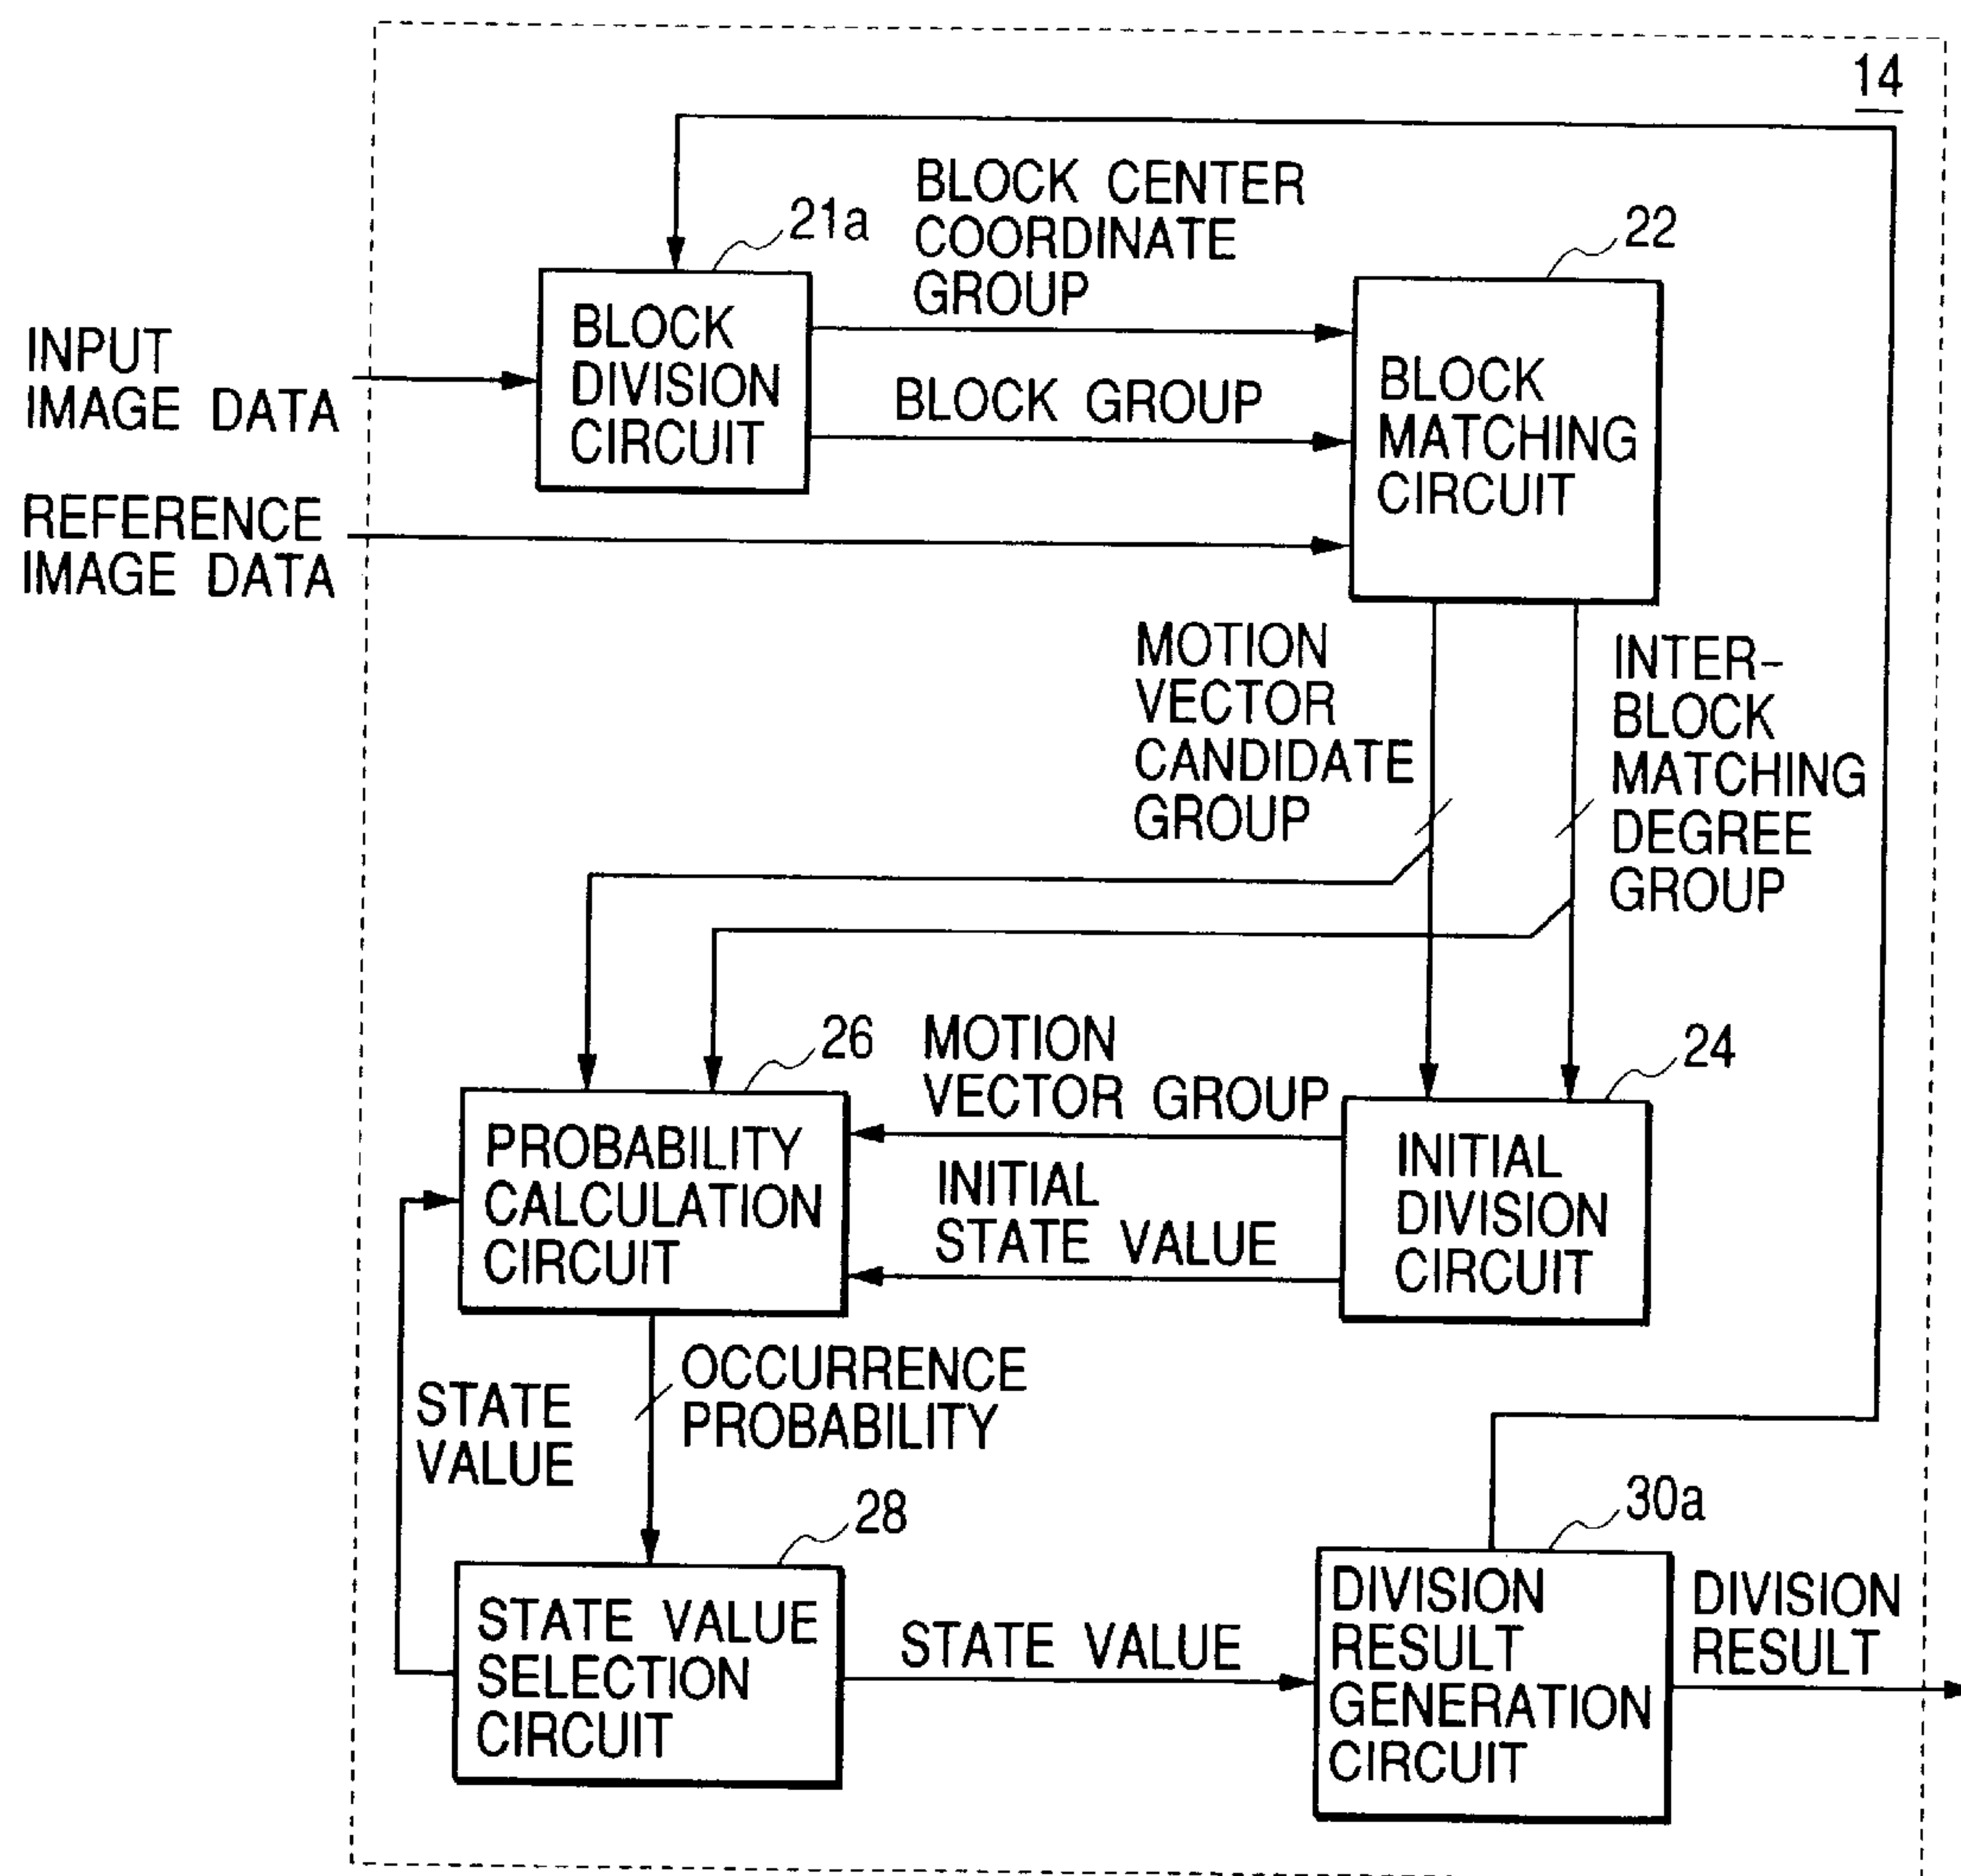 14
BLOCK CENTER
COORDINATE
GROUP
21a
22
INPUT
IMAGE DATA
BLOCK
DIVISION
CIRCUIT
BLOCK GROUP
BLOCK
MATCHING
CIRCUIT
REFERENCE
IMAGE DATA
MOTION
VECTOR
CANDIDATE
GROUP
INTER-
BLOCK
MATCHING
DEGREE
GROUP
26
MOTION
VECTOR GROUP
24
PROBABILITY
CALCULATION
CIRCUIT
INITIAL
STATE VALUE
INITIAL
DIVISION
CIRCUIT
STATE
VALUE
OCCURRENCE
PROBABILITY
28
30a
STATE VALUE
SELECTION
CIRCUIT
STATE VALUE
DIVISION
RESULT
GENERATION
CIRCUIT
DIVISION
RESULT